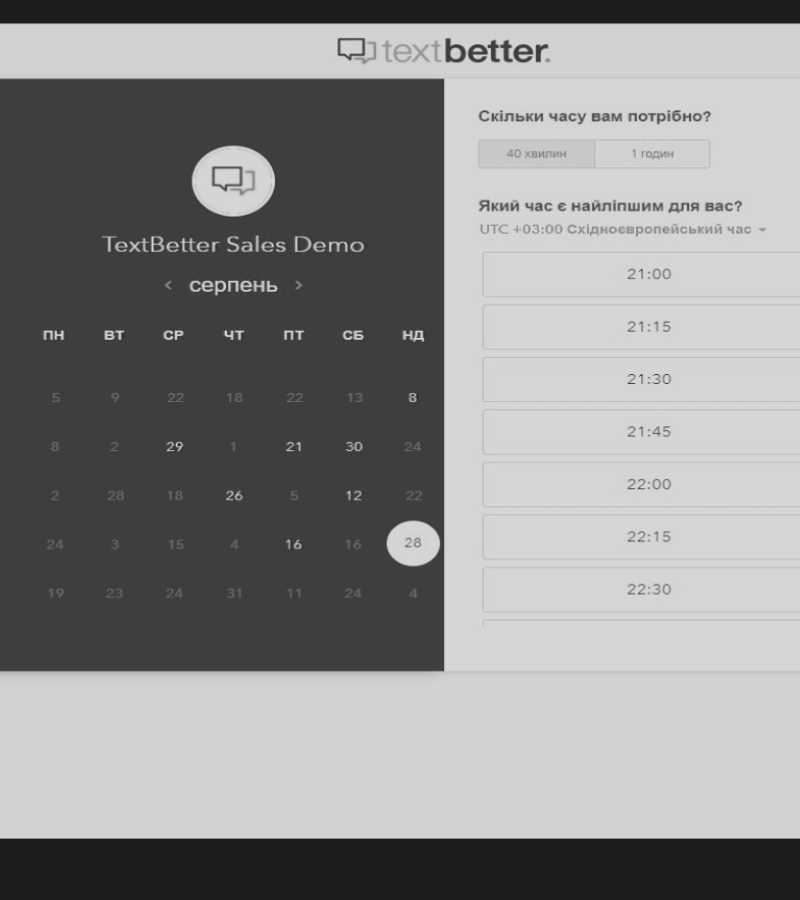 textbetter.
TextBetter Sales Demo
< серпень >
ПН ВТ СР ЧТ ПТ СБ НД
5 9 22 18 22 13 8
8 2 29 1 21 30 24
2 28 18 26 5 12 22
24 3 15 4 16 16 28
19 23 24 31 11 24 4
Скільки часу вам потрібно?
40 хвилин 1 годин
Який час є найліпшим для вас?
UTC +03:00 Східноєвропейський час
21:00
21:15
21:30
21:45
22:00
22:15
22:30